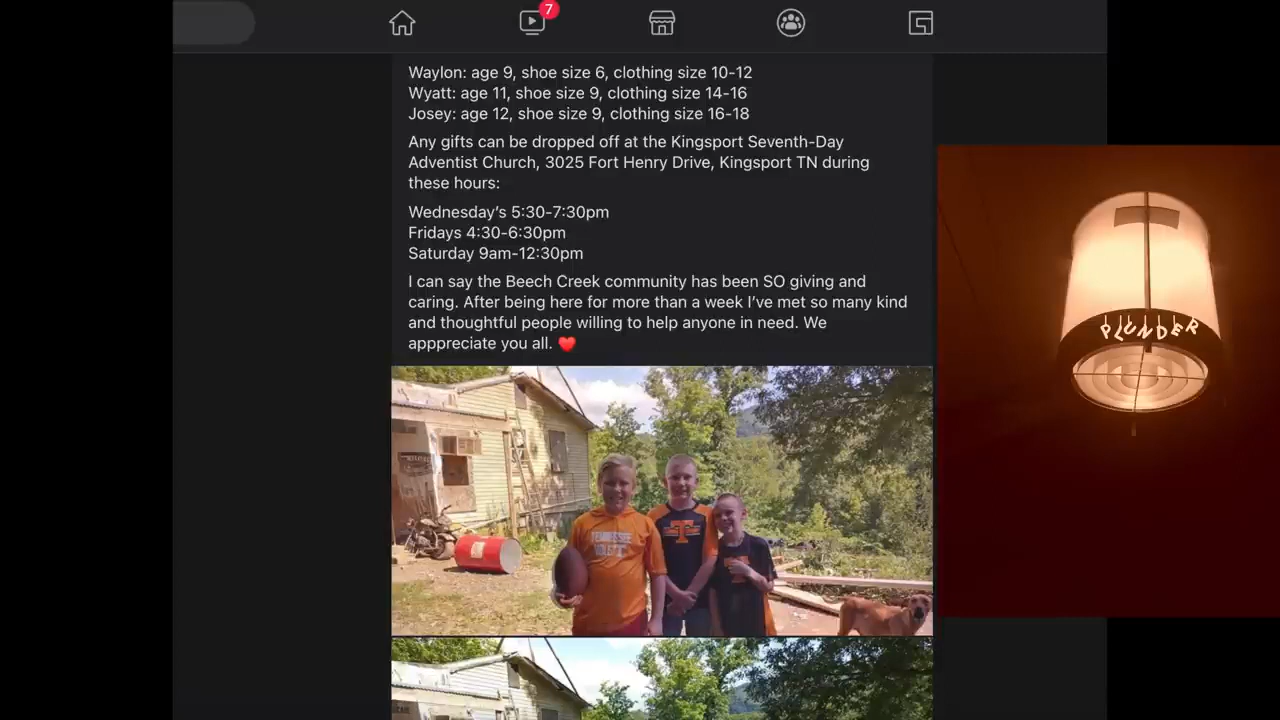 7
Waylon: age 9, shoe size 6, clothing size 10-12
Wyatt: age 11, shoe size 9, clothing size 14-16
Josey: age 12, shoe size 9, clothing size 16-18
Any gifts can be dropped off at the Kingsport Seventh-Day
Adventist Church, 3025 Fort Henry Drive, Kingsport TN during
these hours:
Wednesday’s 5:30-7:30pm
Fridays 4:30-6:30pm
Saturday 9am-12:30pm
I can say the Beech Creek community has been SO giving and
caring. After being here for more than a week I’ve met so many kind
and thoughtful people willing to help anyone in need. We
apppreciate you all. ❤️
PLUNDER
TENNESSEE
T